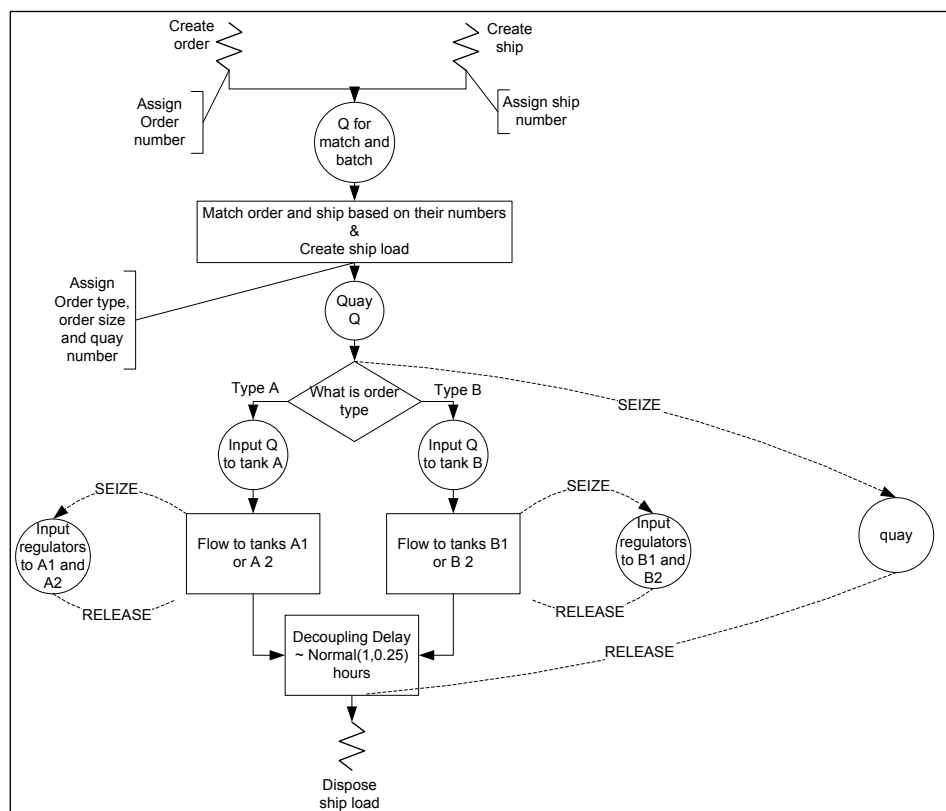 Create
order
Create
ship
Assign
Order
number
Assign ship
number
Q for
match and
batch
Match order and ship based on their numbers
&
Create ship load
Assign
Order type,
order size
and quay
number
Quay
Q
What is order
type
Type A
Type B
SEIZE
Input Q
to tank A
Input Q
to tank B
SEIZE
SEIZE
Input
regulators
to A1 and
A2
Flow to tanks A1
or A 2
Flow to tanks B1
or B 2
Input
regulators
to B1 and
B2
quay
RELEASE
RELEASE
Decoupling Delay
~ Normal(1,0.25)
hours
RELEASE
Dispose
ship load